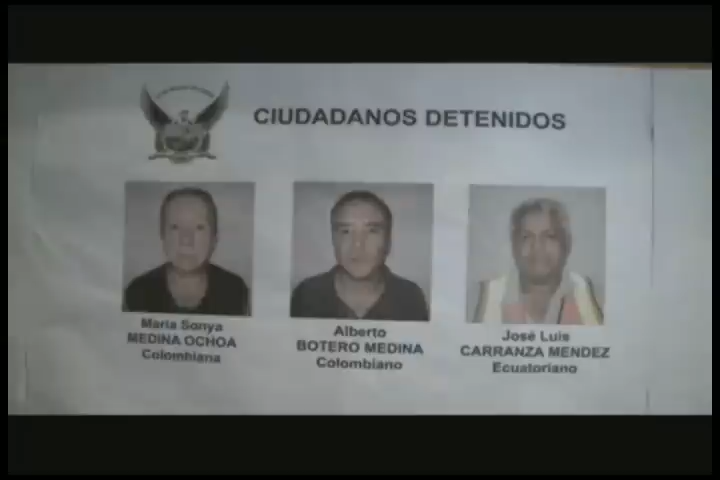 CIUDADANOS DETENIDOS
Maria Sonya
MEDINA OCHOA
Colombiana
Alberto
BOTERO MEDINA
Colombiano
José Luis
CARRANZA MENDEZ
Ecuatoriano